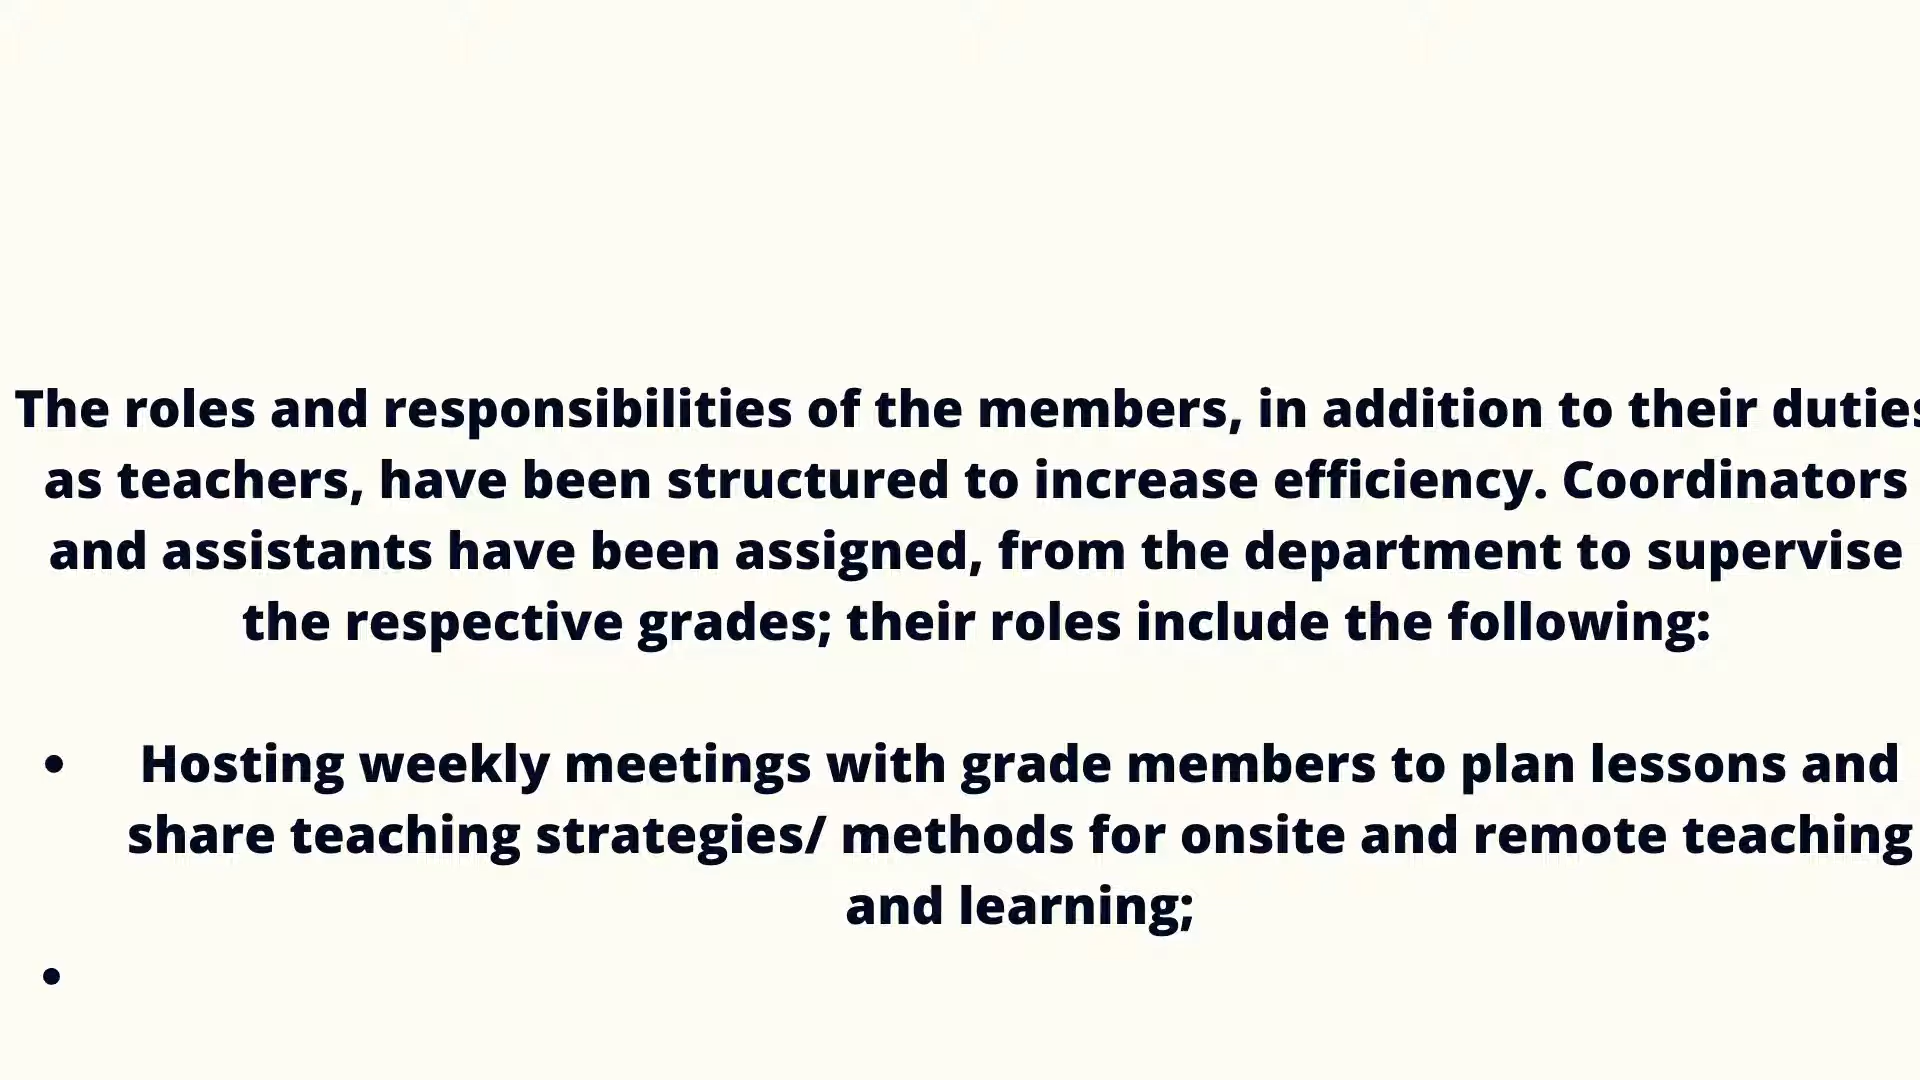 The roles and responsibilities of the members, in addition to their duties
as teachers, have been structured to increase efficiency. Coordinators
and assistants have been assigned, from the department to supervise
the respective grades; their roles include the following:
• Hosting weekly meetings with grade members to plan lessons and
share teaching strategies/ methods for onsite and remote teaching
and learning;
•